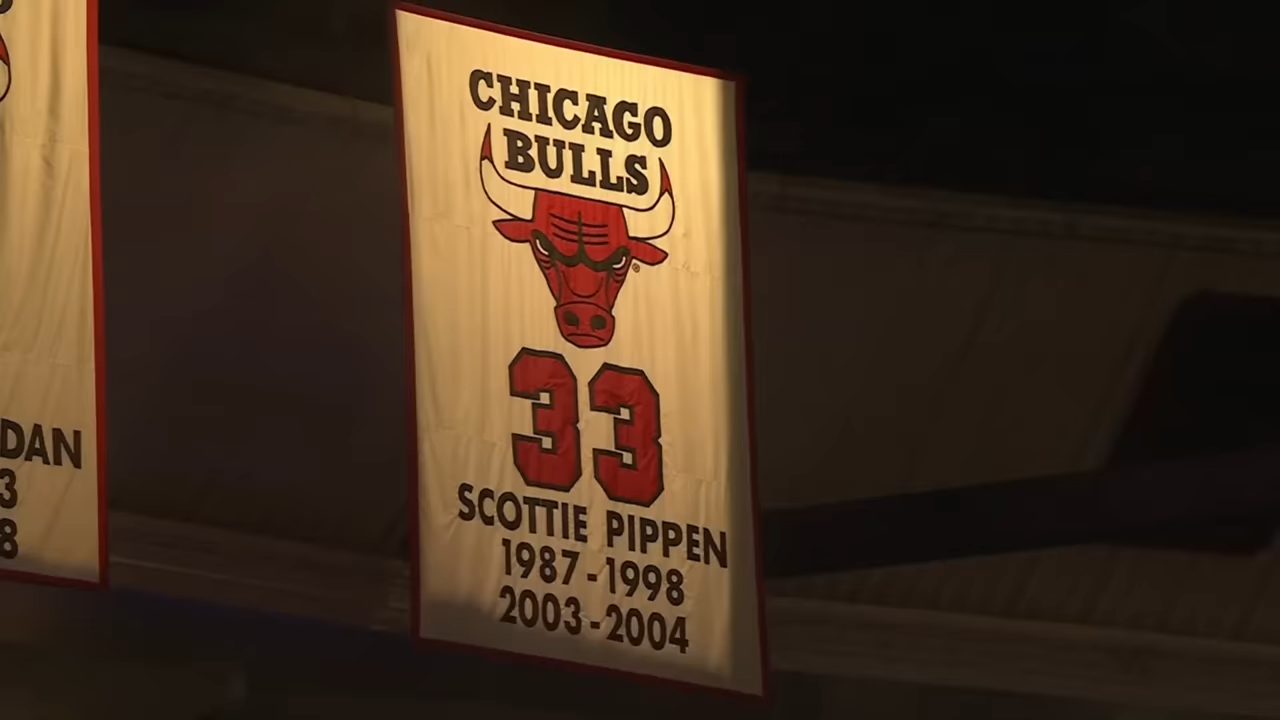 DAN
3
8
CHICAGO
BULLS
®
33
SCOTTIE PIPPEN
1987-1998
2003-2004